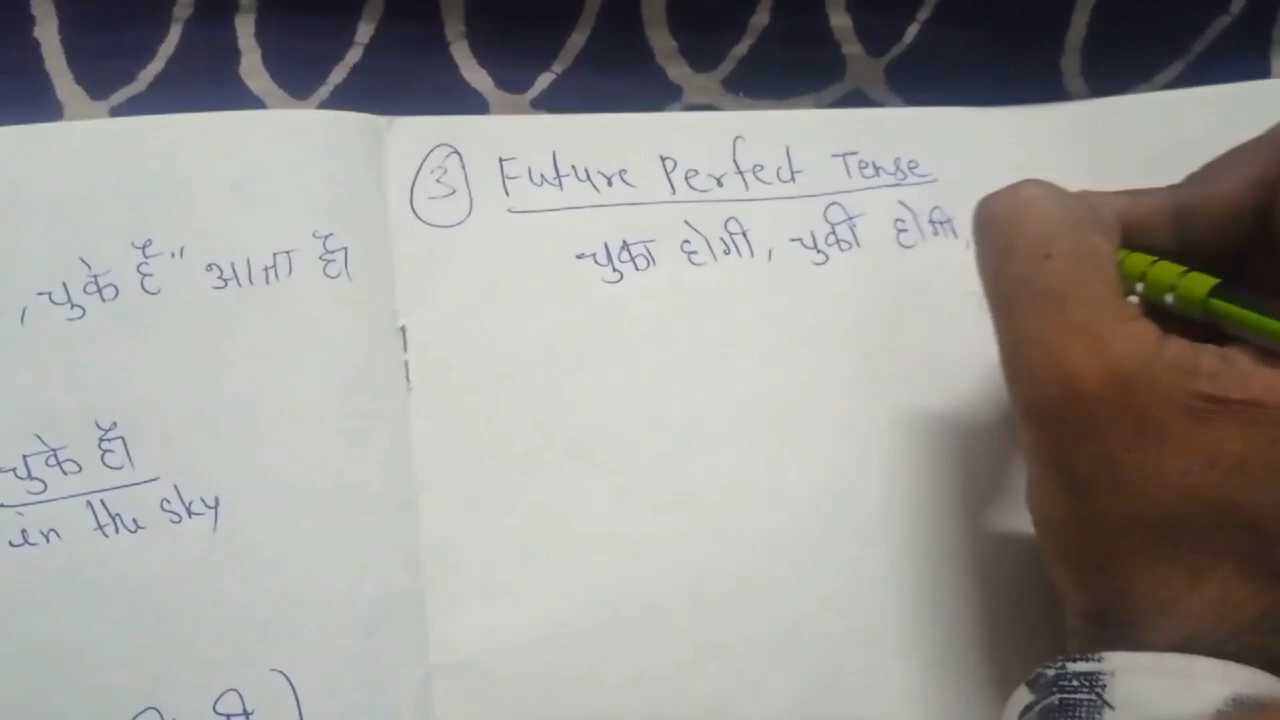 , चुके हैं" आता है।
चुके हैं।
in the sky
③ Future Perfect Tense
चुका होगी, चुकी होगी,